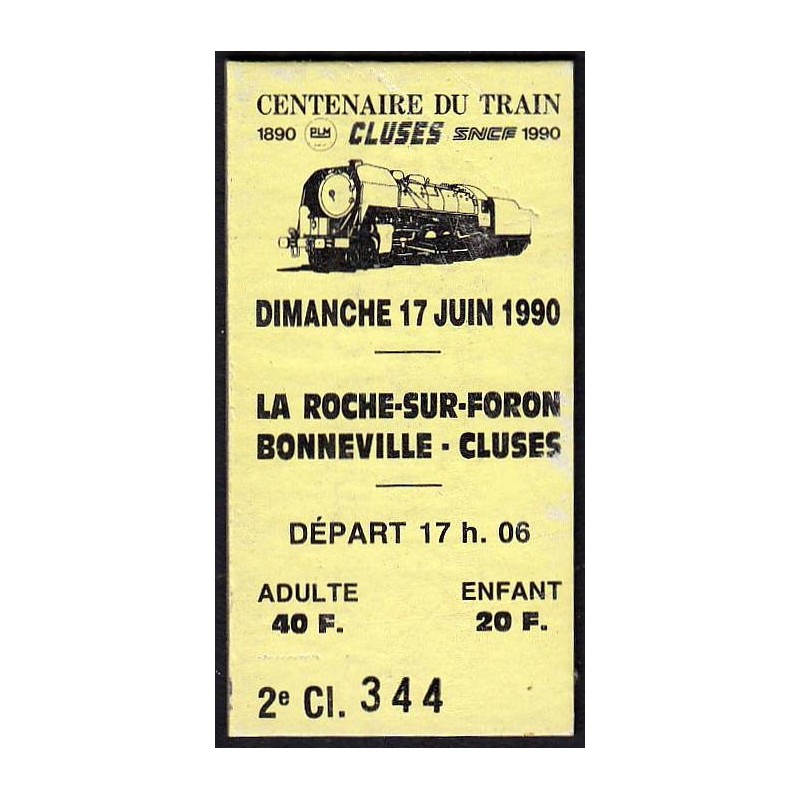 CENTENAIRE DU TRAIN
1890 PLM CLUSES SNCF 1990
DIMANCHE 17 JUIN 1990
LA ROCHE-SUR-FORON
BONNEVILLE - CLUSES
DÉPART 17 h. 06
ADULTE ENFANT
40 F. 20 F.
2e Cl. 344